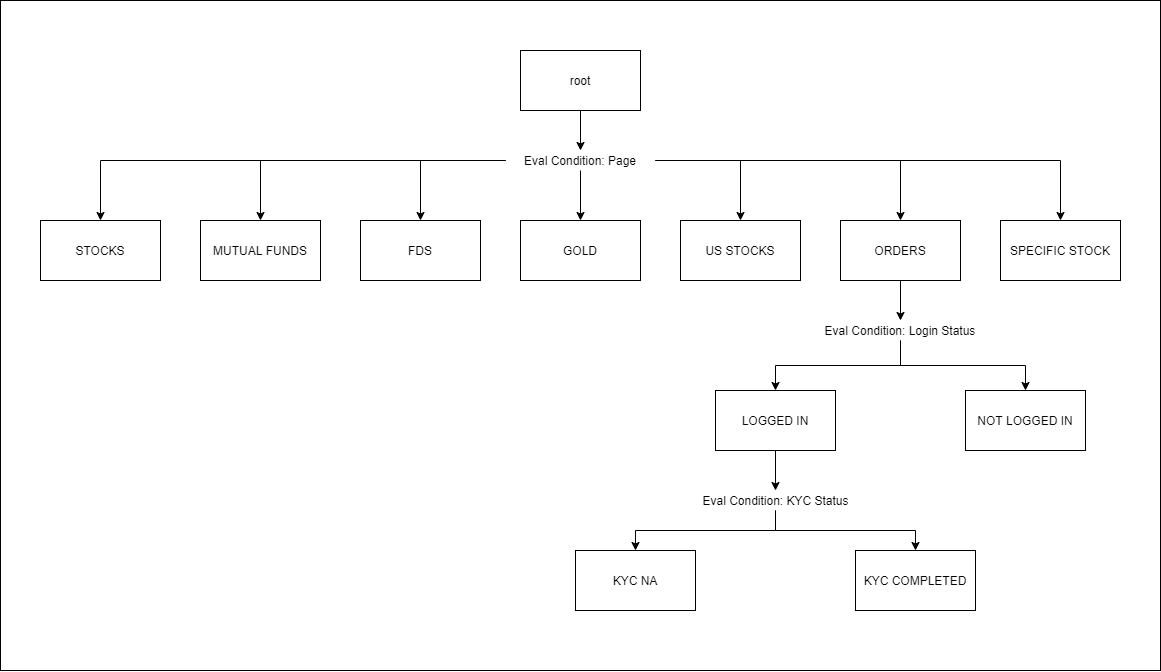 root
Eval Condition: Page
STOCKS
MUTUAL FUNDS
FDS
GOLD
US STOCKS
ORDERS
SPECIFIC STOCK
Eval Condition: Login Status
LOGGED IN
NOT LOGGED IN
Eval Condition: KYC Status
KYC NA
KYC COMPLETED